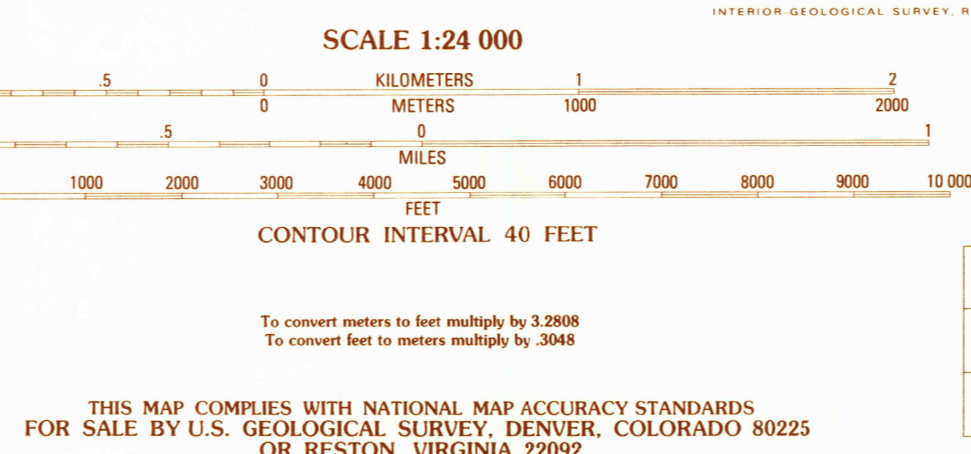 INTERIOR-GEOLOGICAL SURVEY, R
SCALE 1:24 000
.5 0 KILOMETERS 1 2
0 METERS 1000 2000
.5 0 1
MILES
1000 2000 3000 4000 5000 6000 7000 8000 9000 10 000
FEET
CONTOUR INTERVAL 40 FEET
To convert meters to feet multiply by 3.2808
To convert feet to meters multiply by .3048
THIS MAP COMPLIES WITH NATIONAL MAP ACCURACY STANDARDS
FOR SALE BY U.S. GEOLOGICAL SURVEY, DENVER, COLORADO 80225
OR RESTON, VIRGINIA 22092